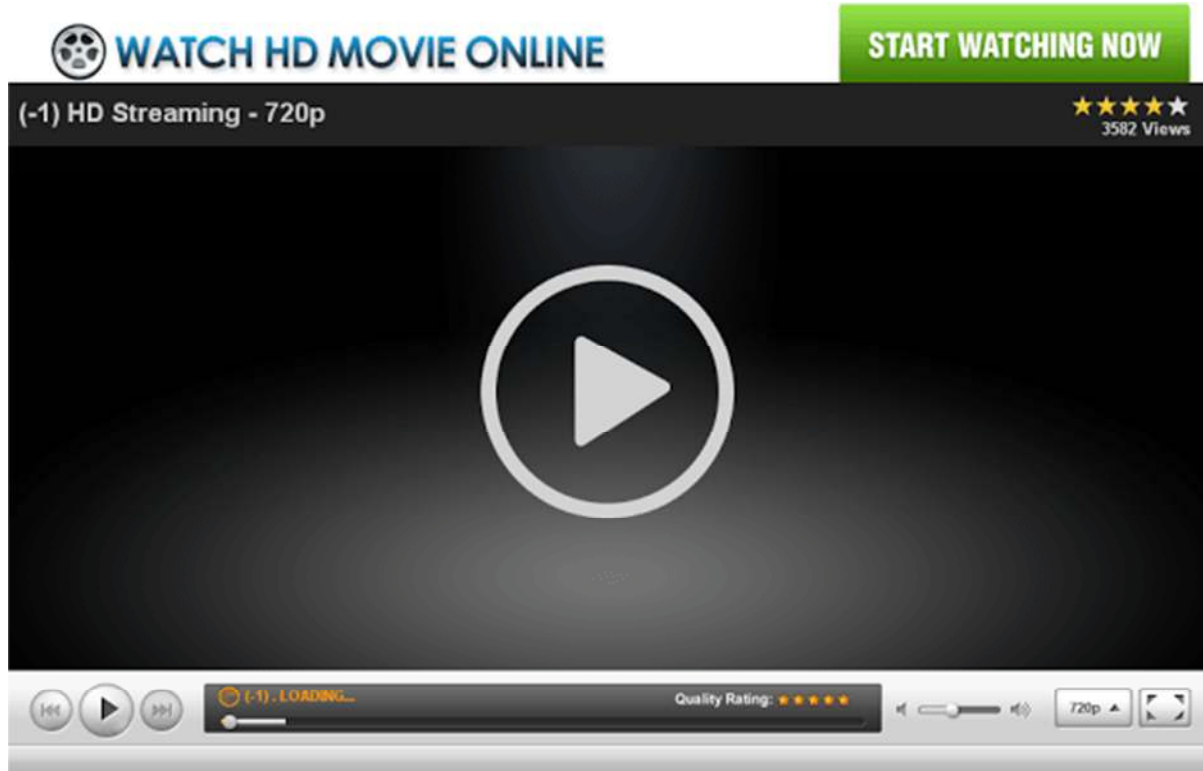 WATCH HD MOVIE ONLINE
START WATCHING NOW
(-1) HD Streaming - 720p
3582 Views
(-1) . LOADING...
Quality Rating:
720p